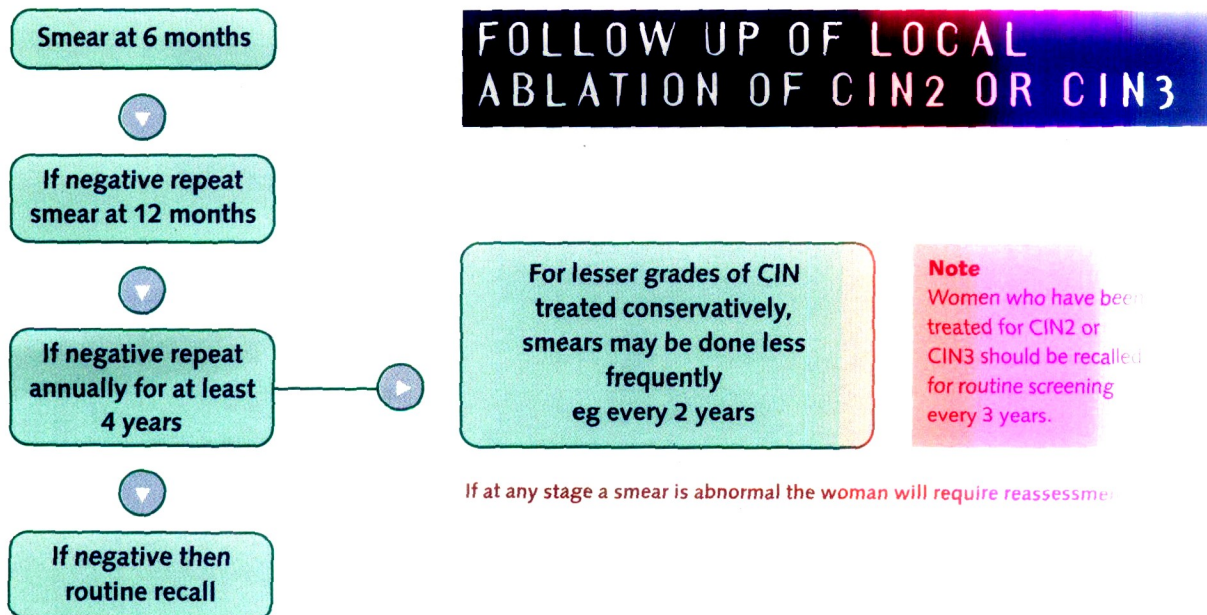 FOLLOW UP OF LOCAL
ABLATION OF CIN2 OR CIN3
Smear at 6 months
If negative repeat
smear at 12 months
If negative repeat
annually for at least
4 years
For lesser grades of CIN
treated conservatively,
smears may be done less
frequently
eg every 2 years
Note
Women who have been
treated for CIN2 or
CIN3 should be recalled
for routine screening
every 3 years.
If at any stage a smear is abnormal the woman will require
If negative then
routine recall